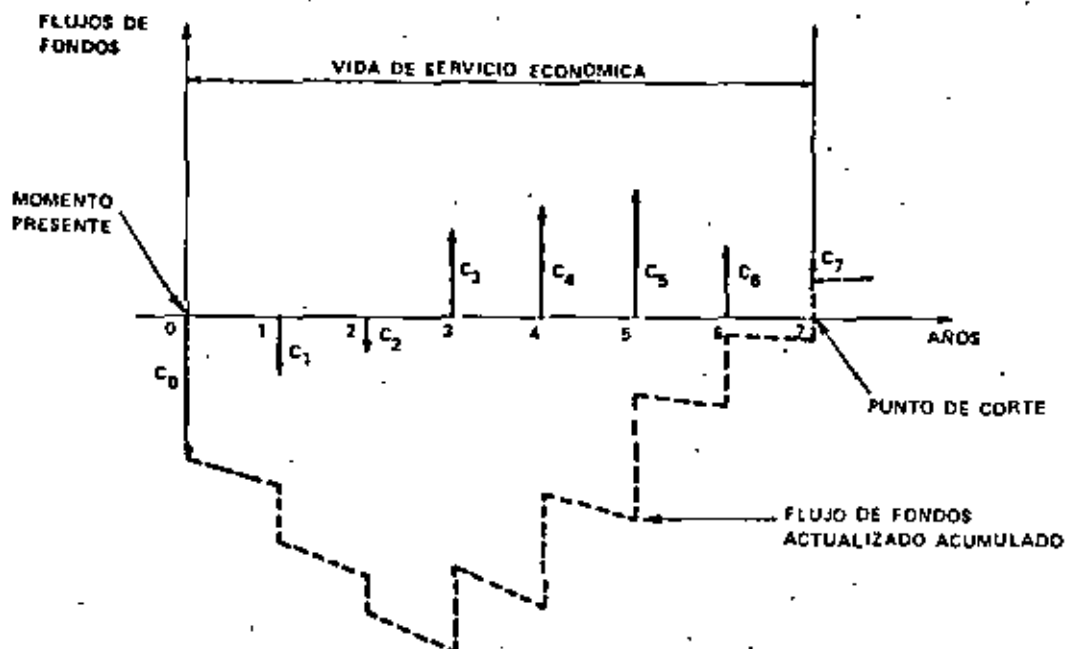 FLUJOS DE
FONDOS
VIDA DE SERVICIO ECONÓMICA
MOMENTO
PRESENTE
C3
C4
C5
C6
C7
0
1
2
3
4
5
6
7
AÑOS
C0
C1
C2
PUNTO DE CORTE
FLUJO DE FONDOS
ACTUALIZADO ACUMULADO